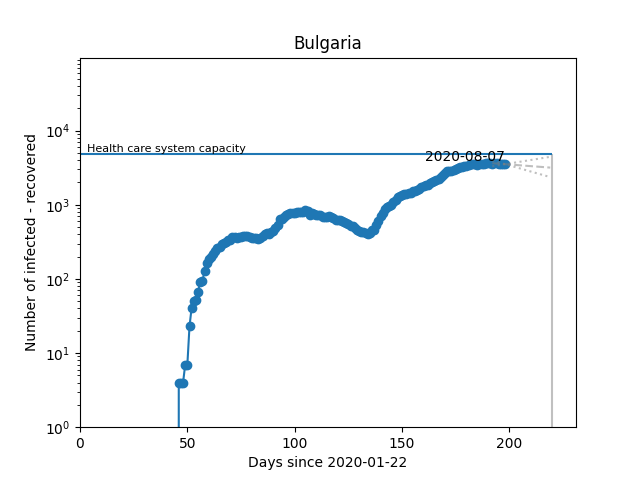 Bulgaria
Number of infected - recovered
10^4
10^3
10^2
10^1
10^0
Health care system capacity
2020-08-07
0 50 100 150 200
Days since 2020-01-22